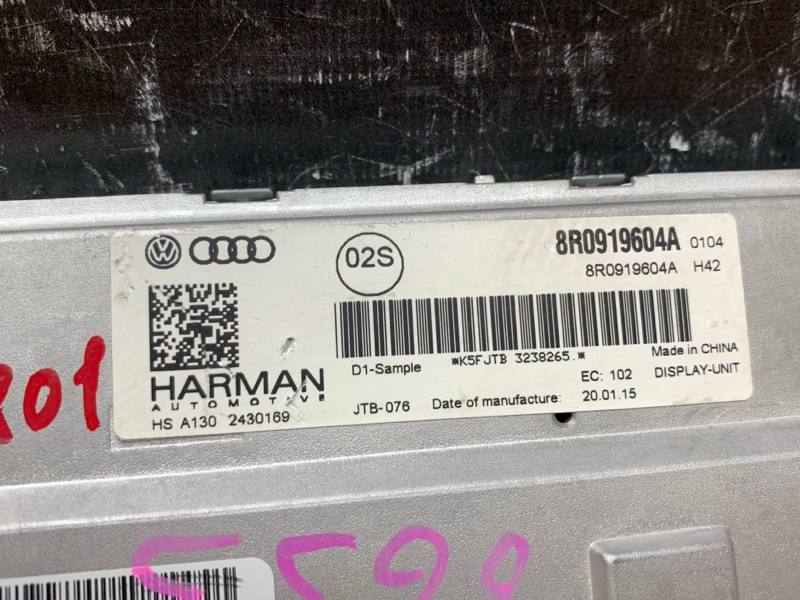 02S
8R0919604A 0104
8R0919604A H42
D1-Sample *K5FJTB 3238265.*
Made in CHINA
HARMAN
AUTOMOTIVE
EC: 102 DISPLAY-UNIT
JTB-076 Date of manufacture: 20.01.15
HS A130 2430169
201